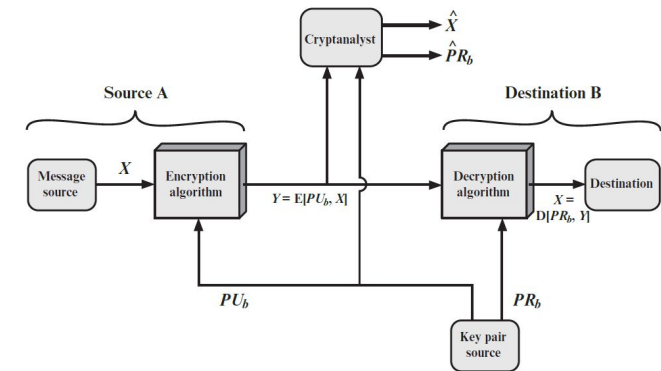 X̂
Cryptanalyst
P̂R_b
Source A
Destination B
Message
source
X
Encryption
algorithm
Y = E[PU_b, X]
Decryption
algorithm
X =
D[PR_b, Y]
Destination
PU_b
PR_b
Key pair
source